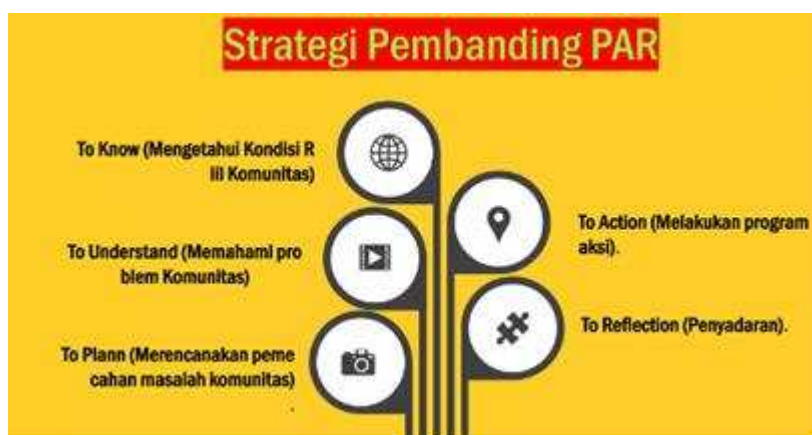 Strategi Pembanding PAR
To Know (Mengetahui Kondisi R
iil Komunitas)
To Understand (Memahami pro
blem Komunitas)
To Plann (Merencanakan peme
cahan masalah komunitas)
.
To Action (Melakukan program
aksi).
To Reflection (Penyadaran).